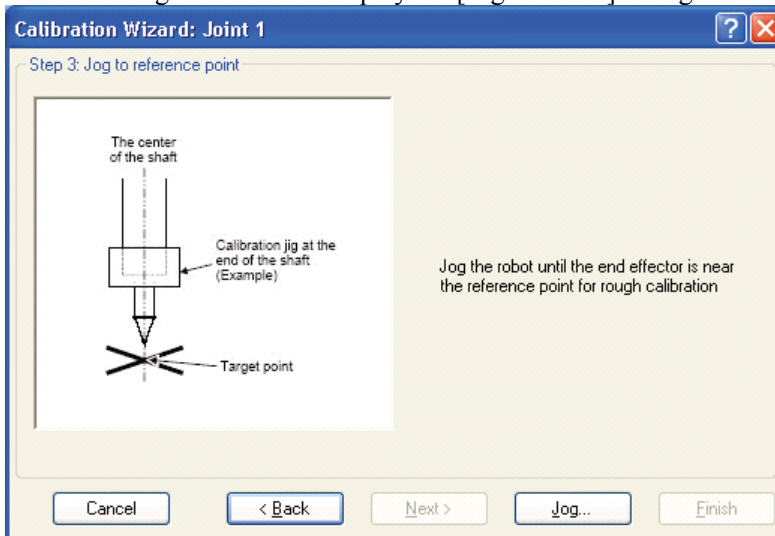 Calibration Wizard: Joint 1
Step 3: Jog to reference point
The center
of the shaft
Calibration jig at the
end of the shaft
(Example)
Target point
Jog the robot until the end effector is near
the reference point for rough calibration
Cancel
< Back
Next >
Jog...
Finish